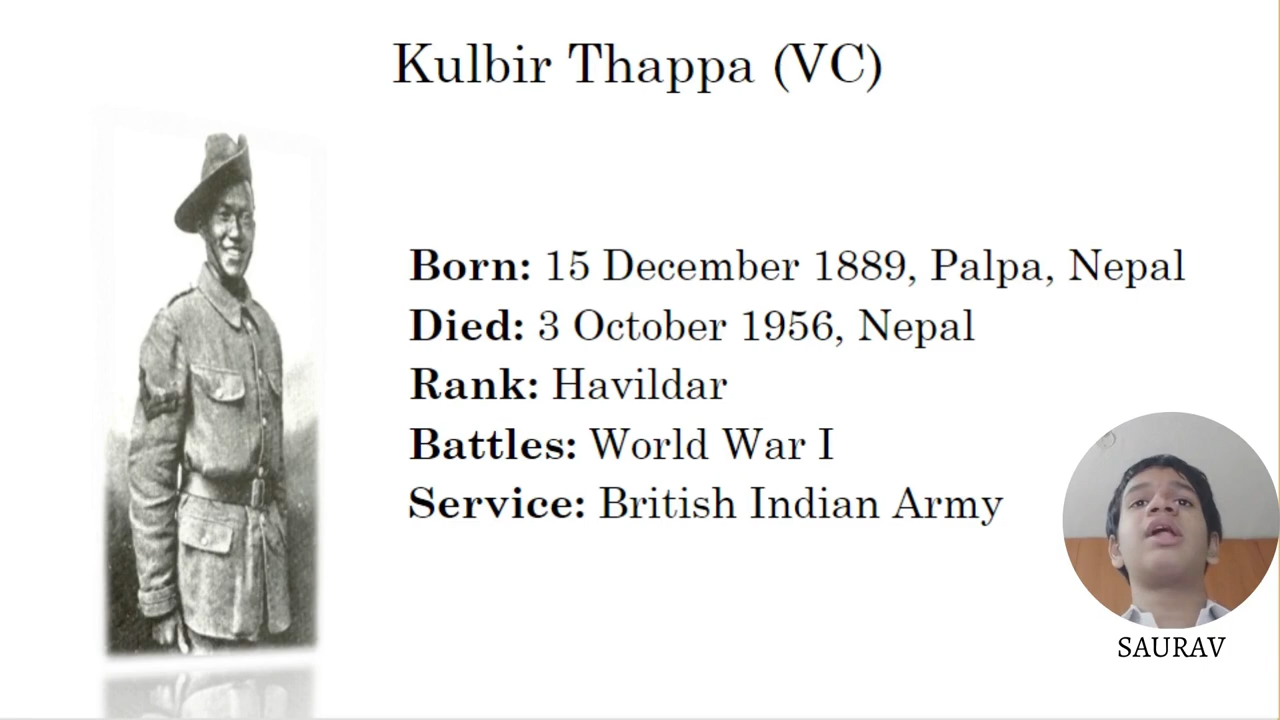 Kulbir Thappa (VC)
Born: 15 December 1889, Palpa, Nepal
Died: 3 October 1956, Nepal
Rank: Havildar
Battles: World War I
Service: British Indian Army
SAURAV